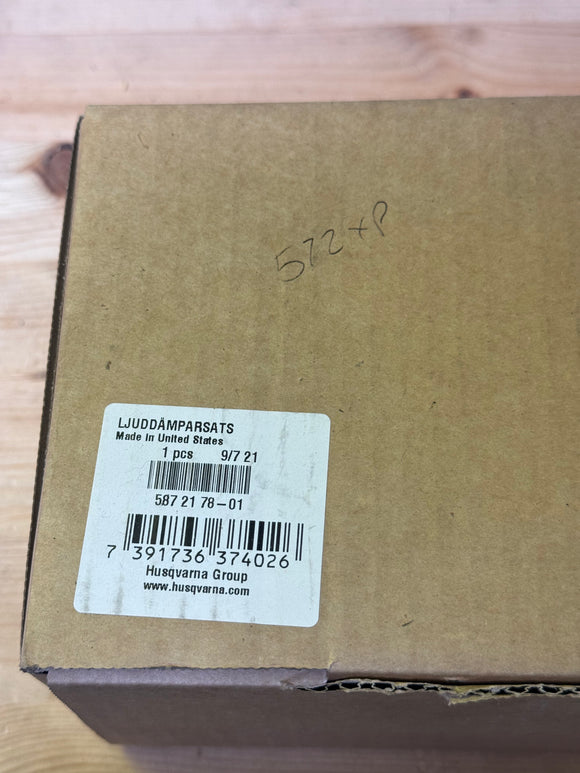 572XP
LJUDDÄMPARSATS
Made in United States
1 pcs 9/7 21
587 21 78-01
7 391736 374026
Husqvarna Group
www.husqvarna.com